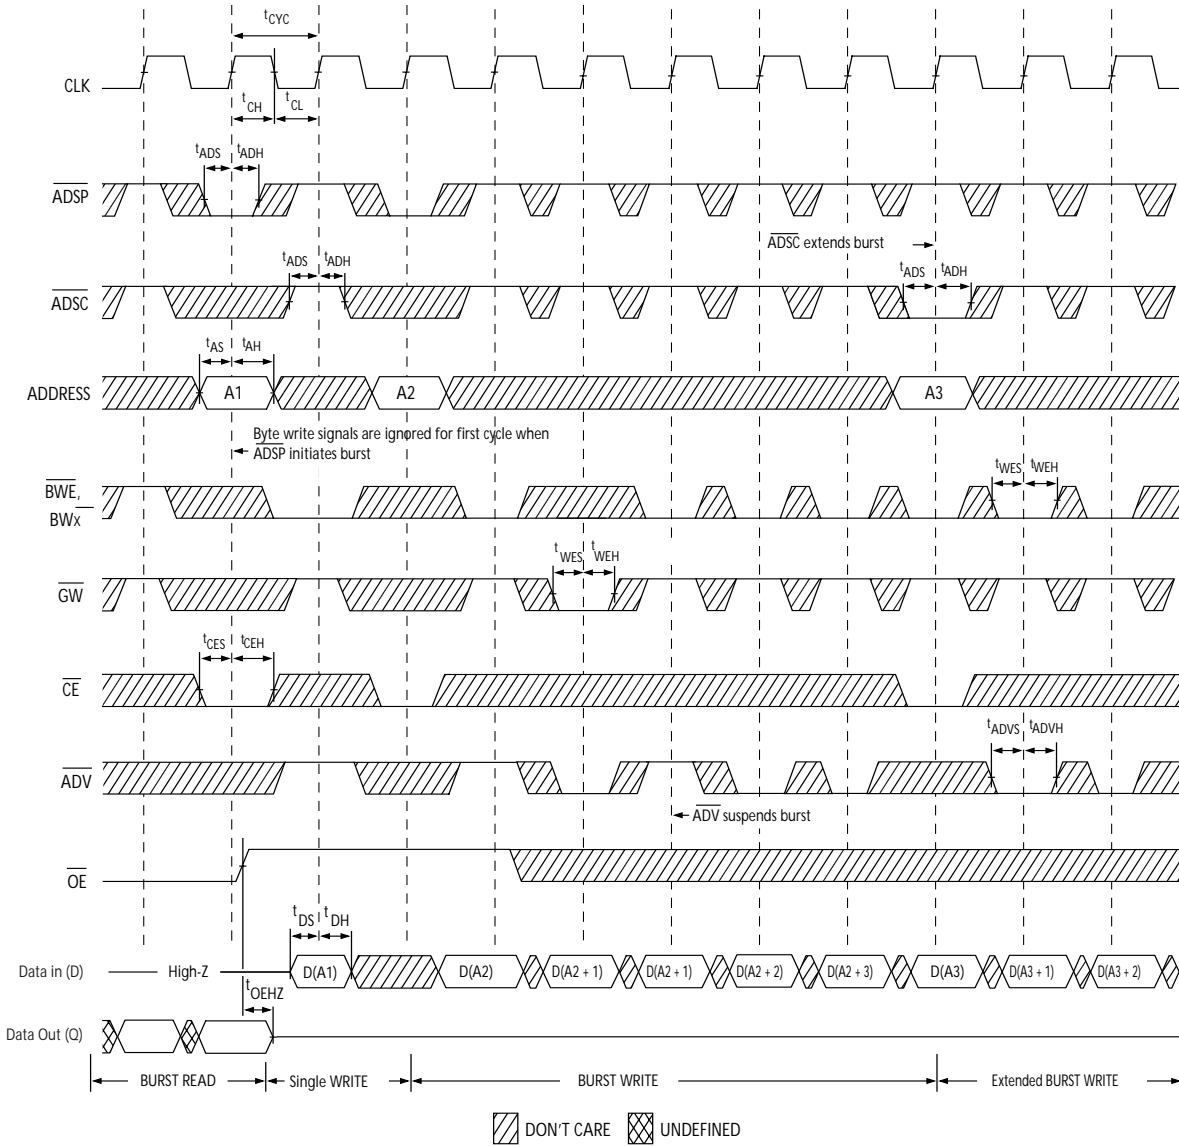 tCYC
CLK
tCH tCL
tADS tADH
ADSP
ADSC extends burst
tADS tADH tADS tADH
ADSC
tAS tAH
ADDRESS A1 A2 A3
Byte write signals are ignored for first cycle when
ADSP initiates burst
tWES tWEH
BWE,
BWx
tWES tWEH
GW
tCES tCEH
CE
tADVS tADVH
ADV
ADV suspends burst
OE
tDS tDH
Data in (D) High-Z D(A1) D(A2) D(A2 + 1) D(A2 + 1) D(A2 + 2) D(A2 + 3) D(A3) D(A3 + 1) D(A3 + 2)
tOEHZ
Data Out (Q)
BURST READ Single WRITE BURST WRITE Extended BURST WRITE
DON'T CARE UNDEFINED